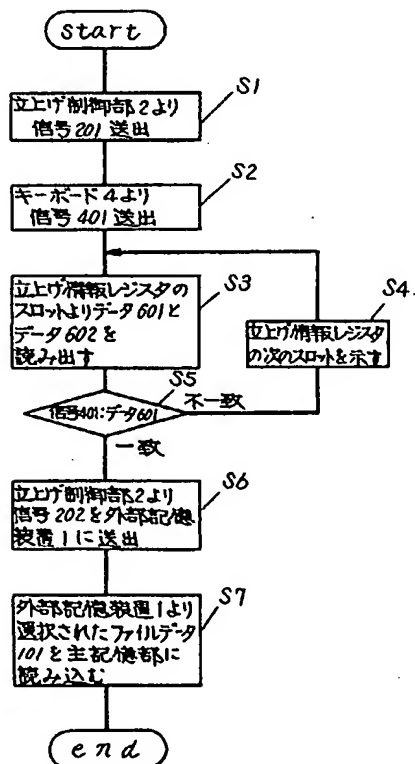 start
S1
立上げ制御部2より
信号201送出
S2
キーボード4より
信号401送出
S3
立上げ情報レジスタの
スロットよりデータ601と
データ602を
読み出す
S4
立上げ情報レジスタ
の次のスロットを示す
S5
信号401:データ601
不一致
一致
S6
立上げ制御部2より
信号202を外部記憶
装置1に送出
S7
外部記憶装置1より
選択されたファイルデータ
101を主記憶部に
読み込む
end